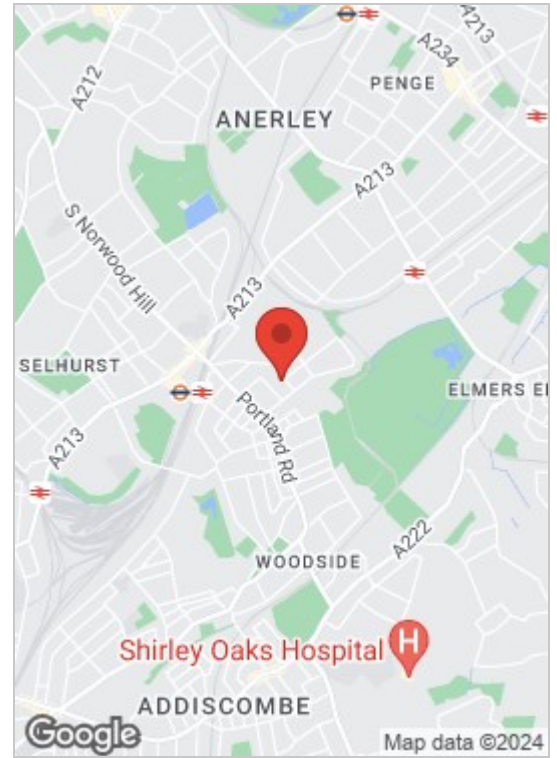 A213
A234
A212
PENGE
ANERLEY
A213
S Norwood Hill
A213
SELHURST
ELMERS E
Portland Rd
A213
A222
WOODSIDE
Shirley Oaks Hospital
H
ADDISCOMBE
Google
Map data ©2024